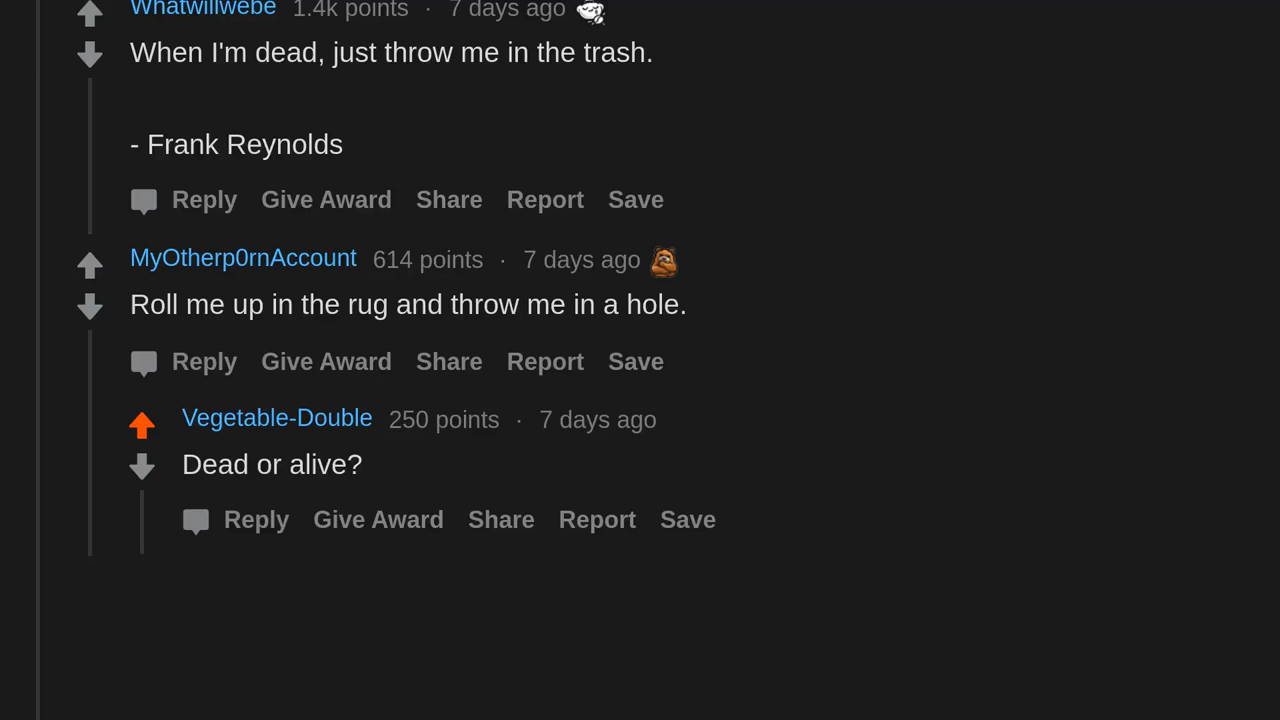 Whatwillwebe 1.4k points · 7 days ago
When I'm dead, just throw me in the trash.
- Frank Reynolds
Reply Give Award Share Report Save
MyOtherp0rnAccount 614 points · 7 days ago
Roll me up in the rug and throw me in a hole.
Reply Give Award Share Report Save
Vegetable-Double 250 points · 7 days ago
Dead or alive?
Reply Give Award Share Report Save